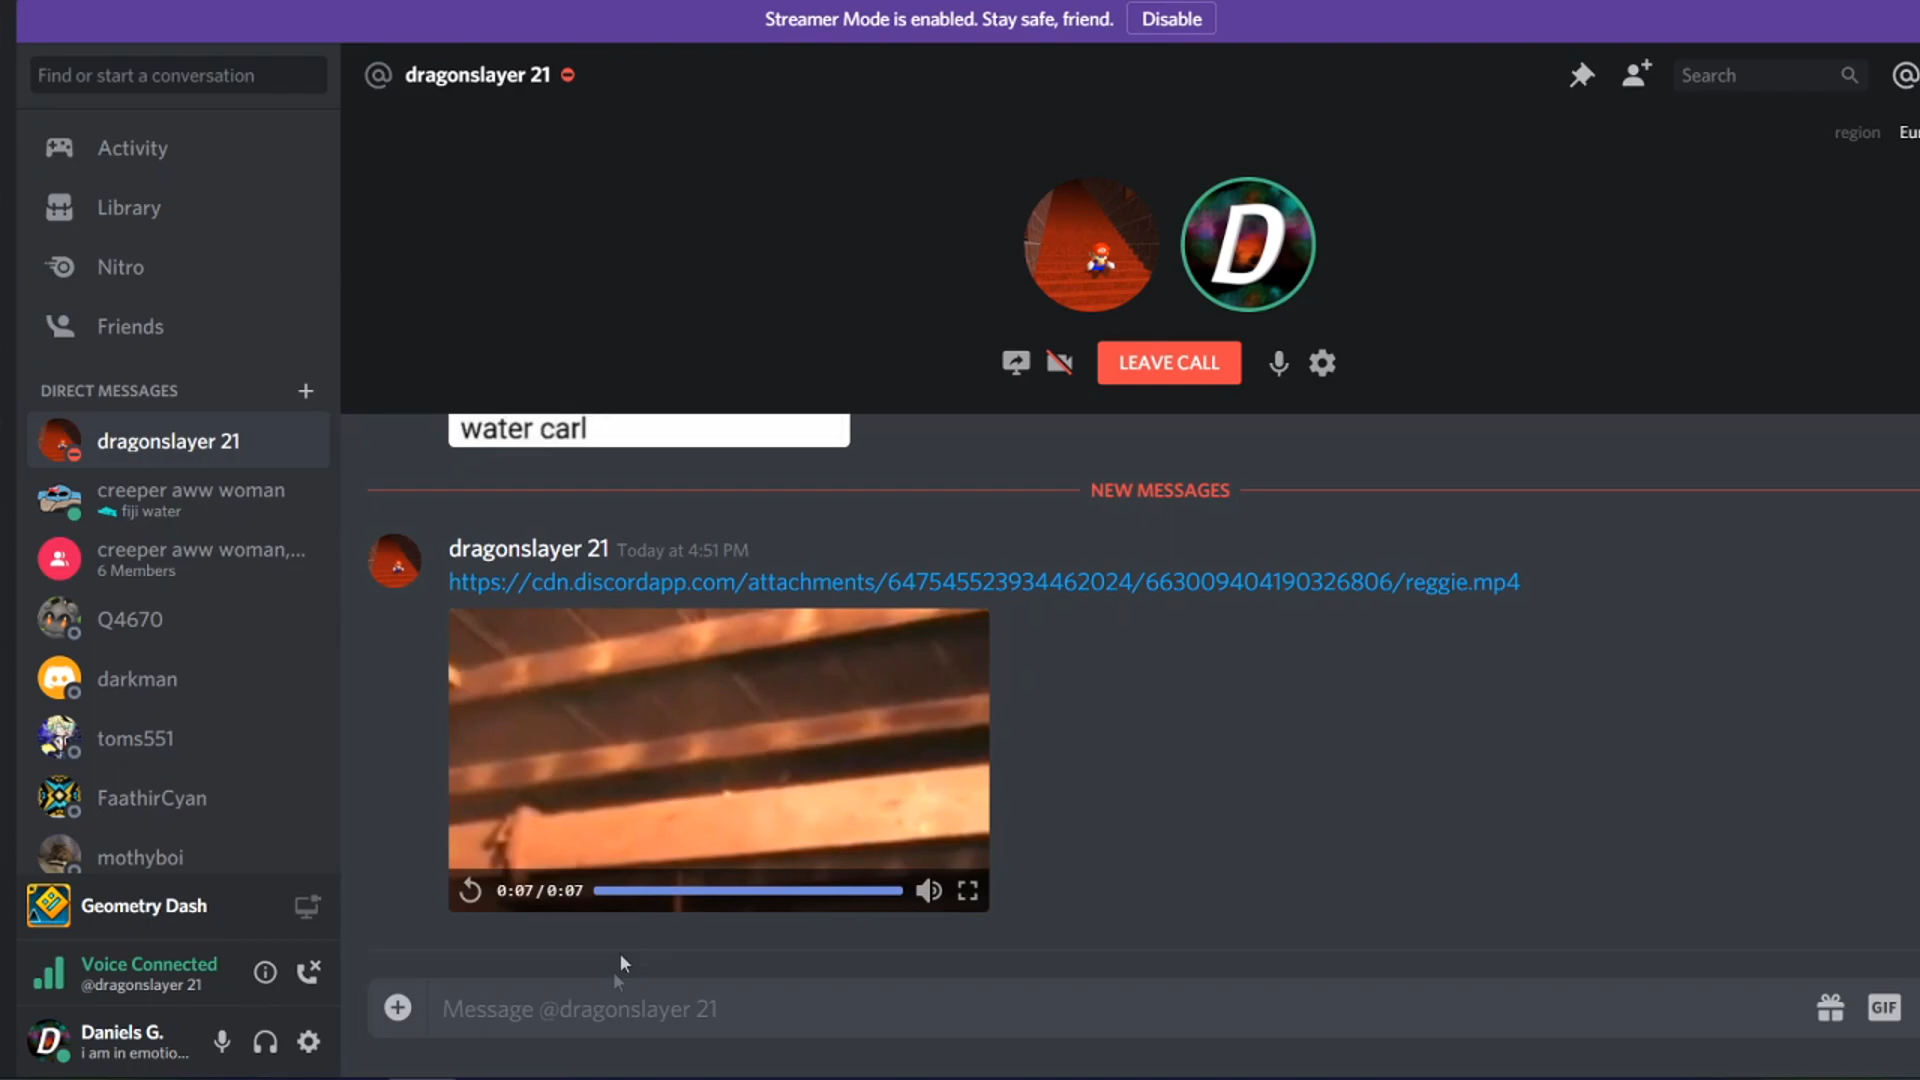 Streamer Mode is enabled. Stay safe, friend. Disable
Find or start a conversation
dragonslayer 21
Search
region
Activity
Library
Nitro
Friends
DIRECT MESSAGES
dragonslayer 21
creeper aww woman
fiji water
creeper aww woman,...
6 Members
Q4670
darkman
toms551
FaathirCyan
mothyboi
Geometry Dash
Voice Connected
@dragonslayer 21
Daniels G.
i am in emotio...
D
LEAVE CALL
water carl
NEW MESSAGES
dragonslayer 21 Today at 4:51 PM
https://cdn.discordapp.com/attachments/647545523934462024/663009404190326806/reggie.mp4
0:07/0:07
Message @dragonslayer 21
GIF